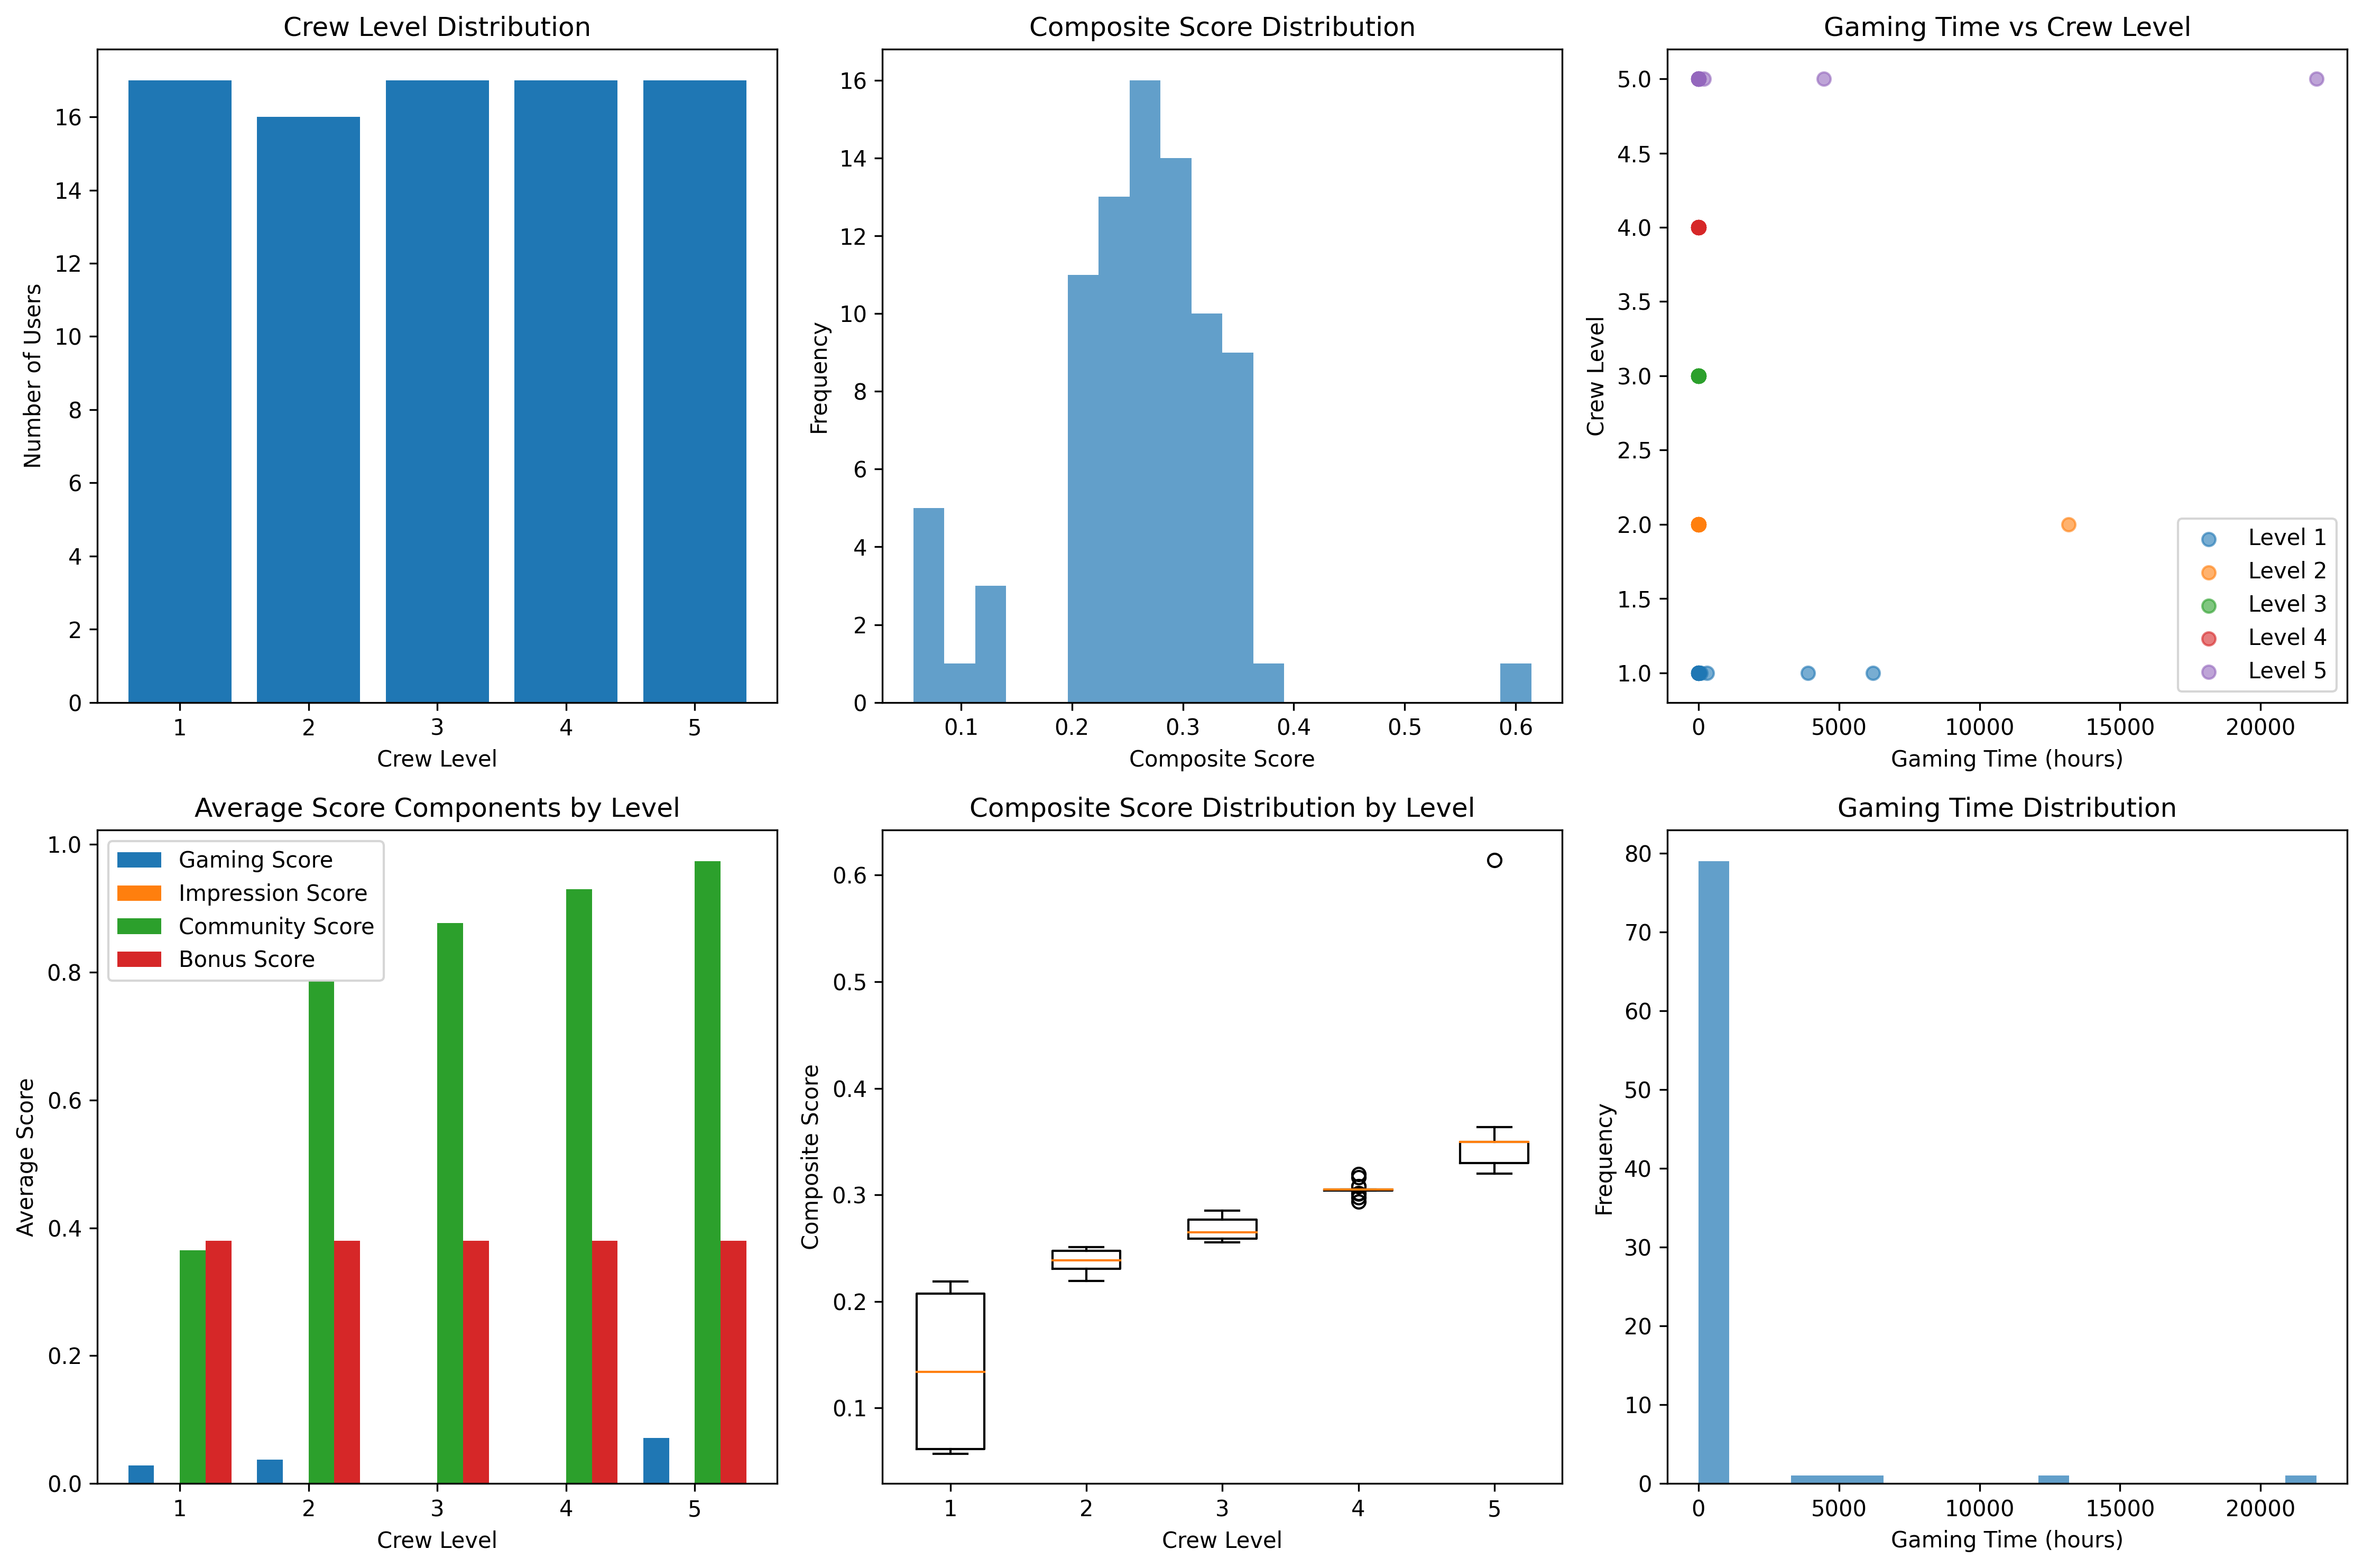 Crew Level Distribution
Number of Users
16
14
12
10
8
6
4
2
0
1 2 3 4 5
Crew Level
Composite Score Distribution
Frequency
16
14
12
10
8
6
4
2
0
0.1 0.2 0.3 0.4 0.5 0.6
Composite Score
Gaming Time vs Crew Level
Crew Level
5.0
4.5
4.0
3.5
3.0
2.5
2.0
1.5
1.0
Level 1
Level 2
Level 3
Level 4
Level 5
0 5000 10000 15000 20000
Gaming Time (hours)
Average Score Components by Level
Average Score
1.0
0.8
0.6
0.4
0.2
0.0
Gaming Score
Impression Score
Community Score
Bonus Score
1 2 3 4 5
Crew Level
Composite Score Distribution by Level
Composite Score
0.6
0.5
0.4
0.3
0.2
0.1
1 2 3 4 5
Crew Level
Gaming Time Distribution
Frequency
80
70
60
50
40
30
20
10
0
0 5000 10000 15000 20000
Gaming Time (hours)